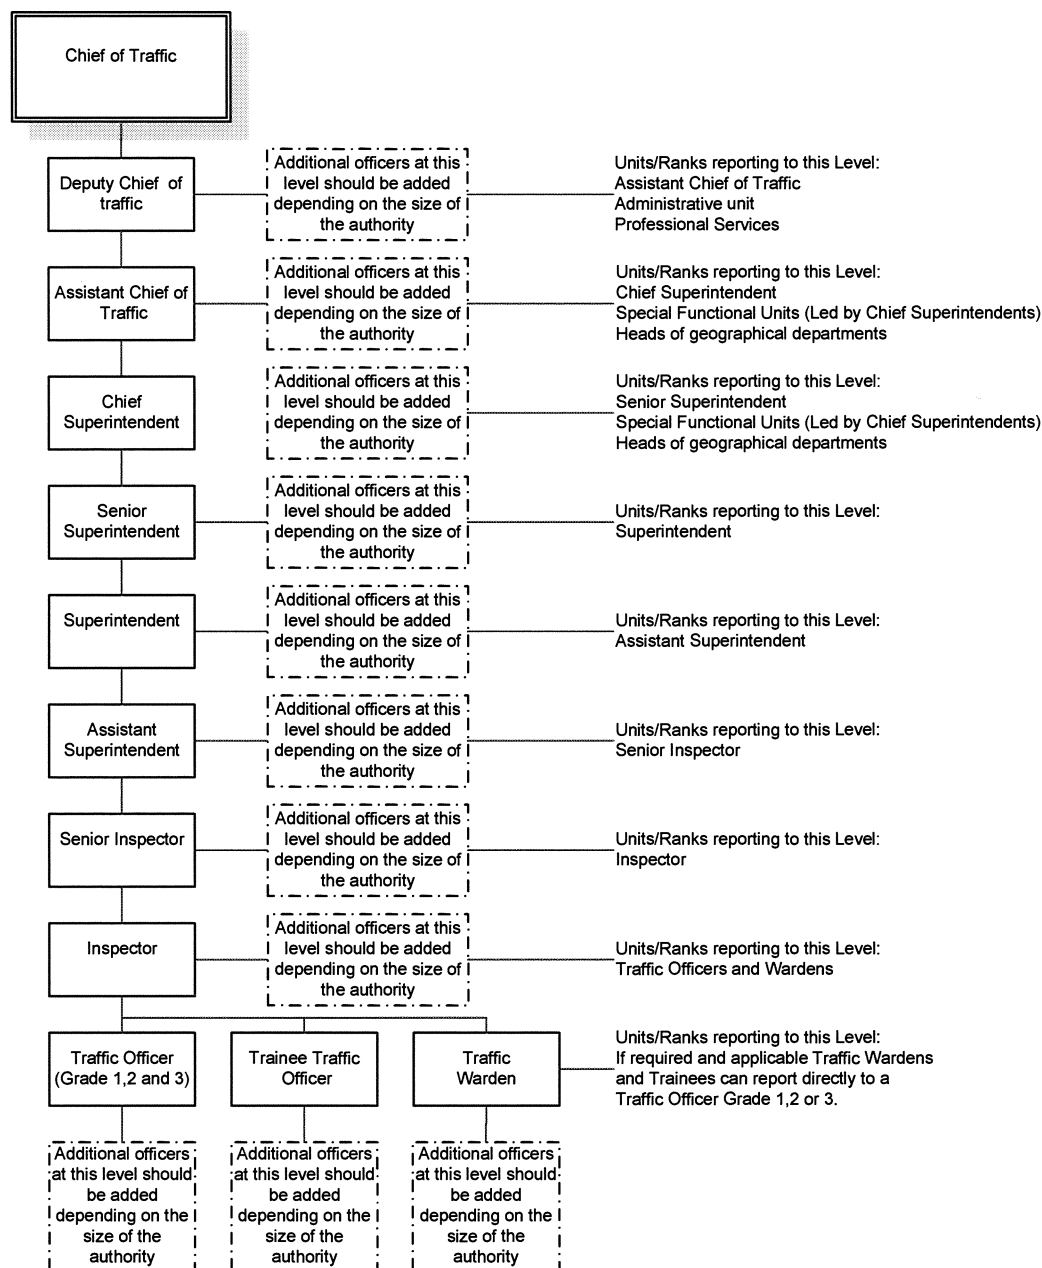 Chief of Traffic
Deputy Chief of
traffic
Additional officers at this
level should be added
depending on the size of
the authority
Units/Ranks reporting to this Level:
Assistant Chief of Traffic
Administrative unit
Professional Services
Assistant Chief of
Traffic
Additional officers at this
level should be added
depending on the size of
the authority
Units/Ranks reporting to this Level:
Chief Superintendent
Special Functional Units (Led by Chief Superintendents)
Heads of geographical departments
Chief
Superintendent
Additional officers at this
level should be added
depending on the size of
the authority
Units/Ranks reporting to this Level:
Senior Superintendent
Special Functional Units (Led by Chief Superintendents)
Heads of geographical departments
Senior
Superintendent
Additional officers at this
level should be added
depending on the size of
the authority
Units/Ranks reporting to this Level:
Superintendent
Superintendent
Additional officers at this
level should be added
depending on the size of
the authority
Units/Ranks reporting to this Level:
Assistant Superintendent
Assistant
Superintendent
Additional officers at this
level should be added
depending on the size of
the authority
Units/Ranks reporting to this Level:
Senior Inspector
Senior Inspector
Additional officers at this
level should be added
depending on the size of
the authority
Units/Ranks reporting to this Level:
Inspector
Inspector
Additional officers at this
level should be added
depending on the size of
the authority
Units/Ranks reporting to this Level:
Traffic Officers and Wardens
Traffic Officer
(Grade 1,2 and 3)
Trainee Traffic
Officer
Traffic
Warden
Units/Ranks reporting to this Level:
If required and applicable Traffic Wardens
and Trainees can report directly to a
Traffic Officer Grade 1,2 or 3.
Additional officers
at this level should
be added
depending on the
size of the
authority
Additional officers
at this level should
be added
depending on the
size of the
authority
Additional officers
at this level should
be added
depending on the
size of the
authority